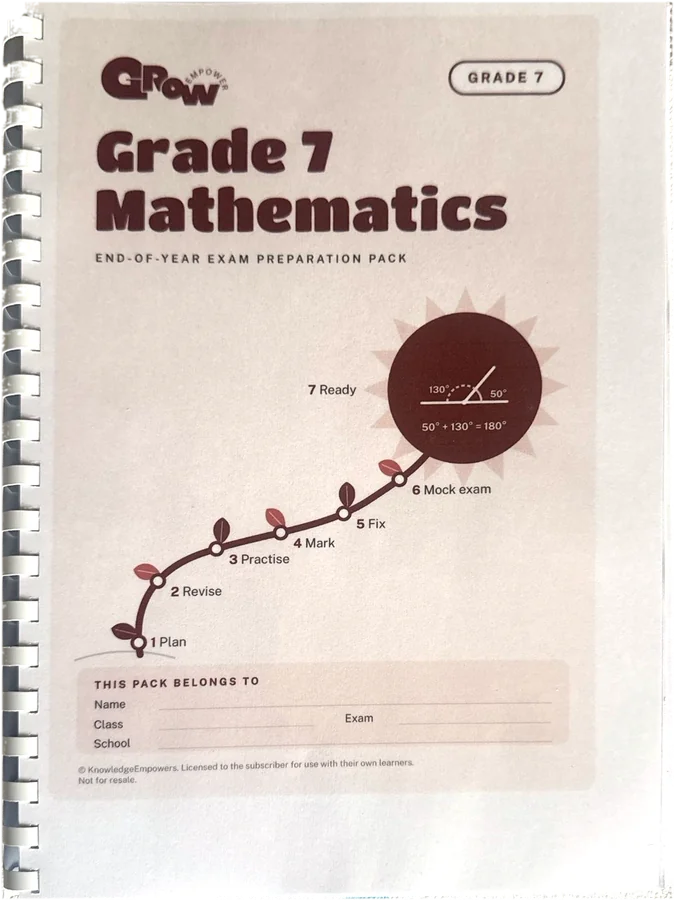 GROW EMPOWER
GRADE 7
Grade 7
Mathematics
END-OF-YEAR EXAM PREPARATION PACK
130° 50°
50° + 130° = 180°
7 Ready
6 Mock exam
5 Fix
4 Mark
3 Practise
2 Revise
1 Plan
THIS PACK BELONGS TO
Name
Class
Exam
School
© KnowledgeEmpowers. Licensed to the subscriber for use with their own learners.
Not for resale.